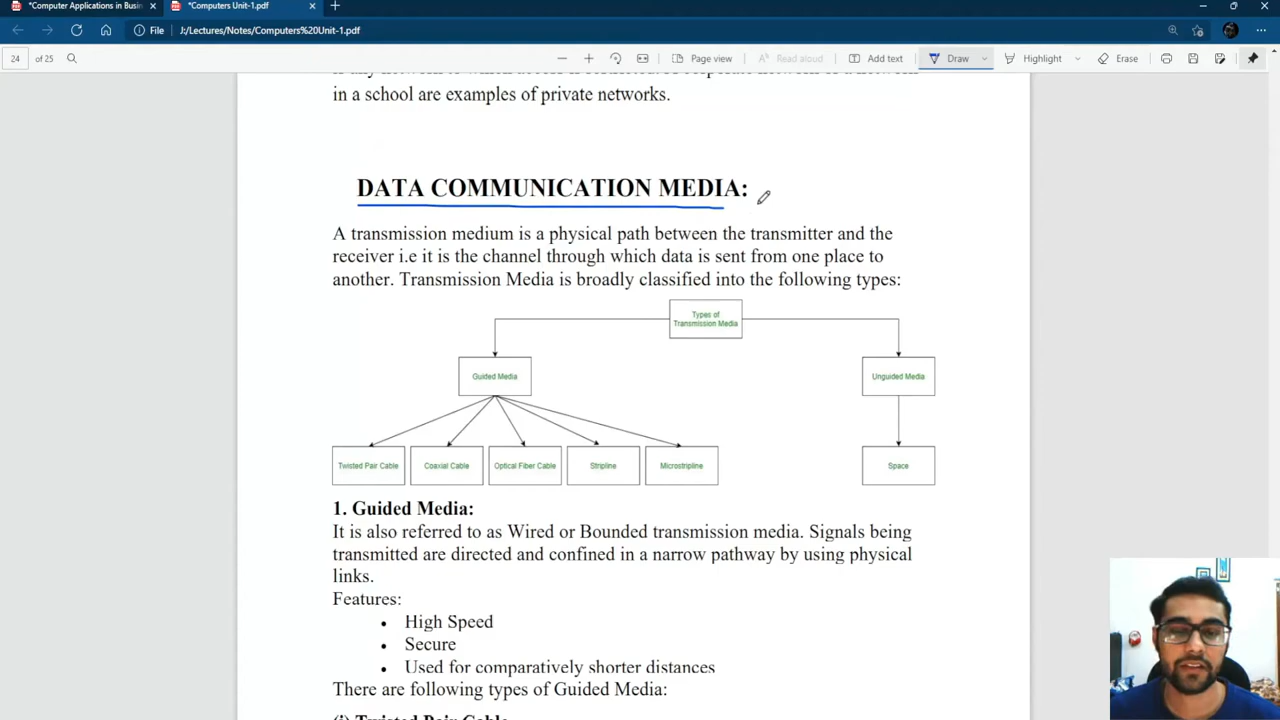 *Computer Applications in Busin
*Computers Unit-1.pdf
File
J:/Lectures/Notes/Computers%20Unit-1.pdf
24
of 25
Page view
Read aloud
Add text
Draw
Highlight
Erase
in a school are examples of private networks.
DATA COMMUNICATION MEDIA:
A transmission medium is a physical path between the transmitter and the
receiver i.e it is the channel through which data is sent from one place to
another. Transmission Media is broadly classified into the following types:
Types of
Transmission Media
Guided Media
Unguided Media
Twisted Pair Cable
Coaxial Cable
Optical Fiber Cable
Stripline
Microstripline
Space
1. Guided Media:
It is also referred to as Wired or Bounded transmission media. Signals being
transmitted are directed and confined in a narrow pathway by using physical
links.
Features:
• High Speed
• Secure
• Used for comparatively shorter distances
There are following types of Guided Media:
(i) Twisted Pair Cable